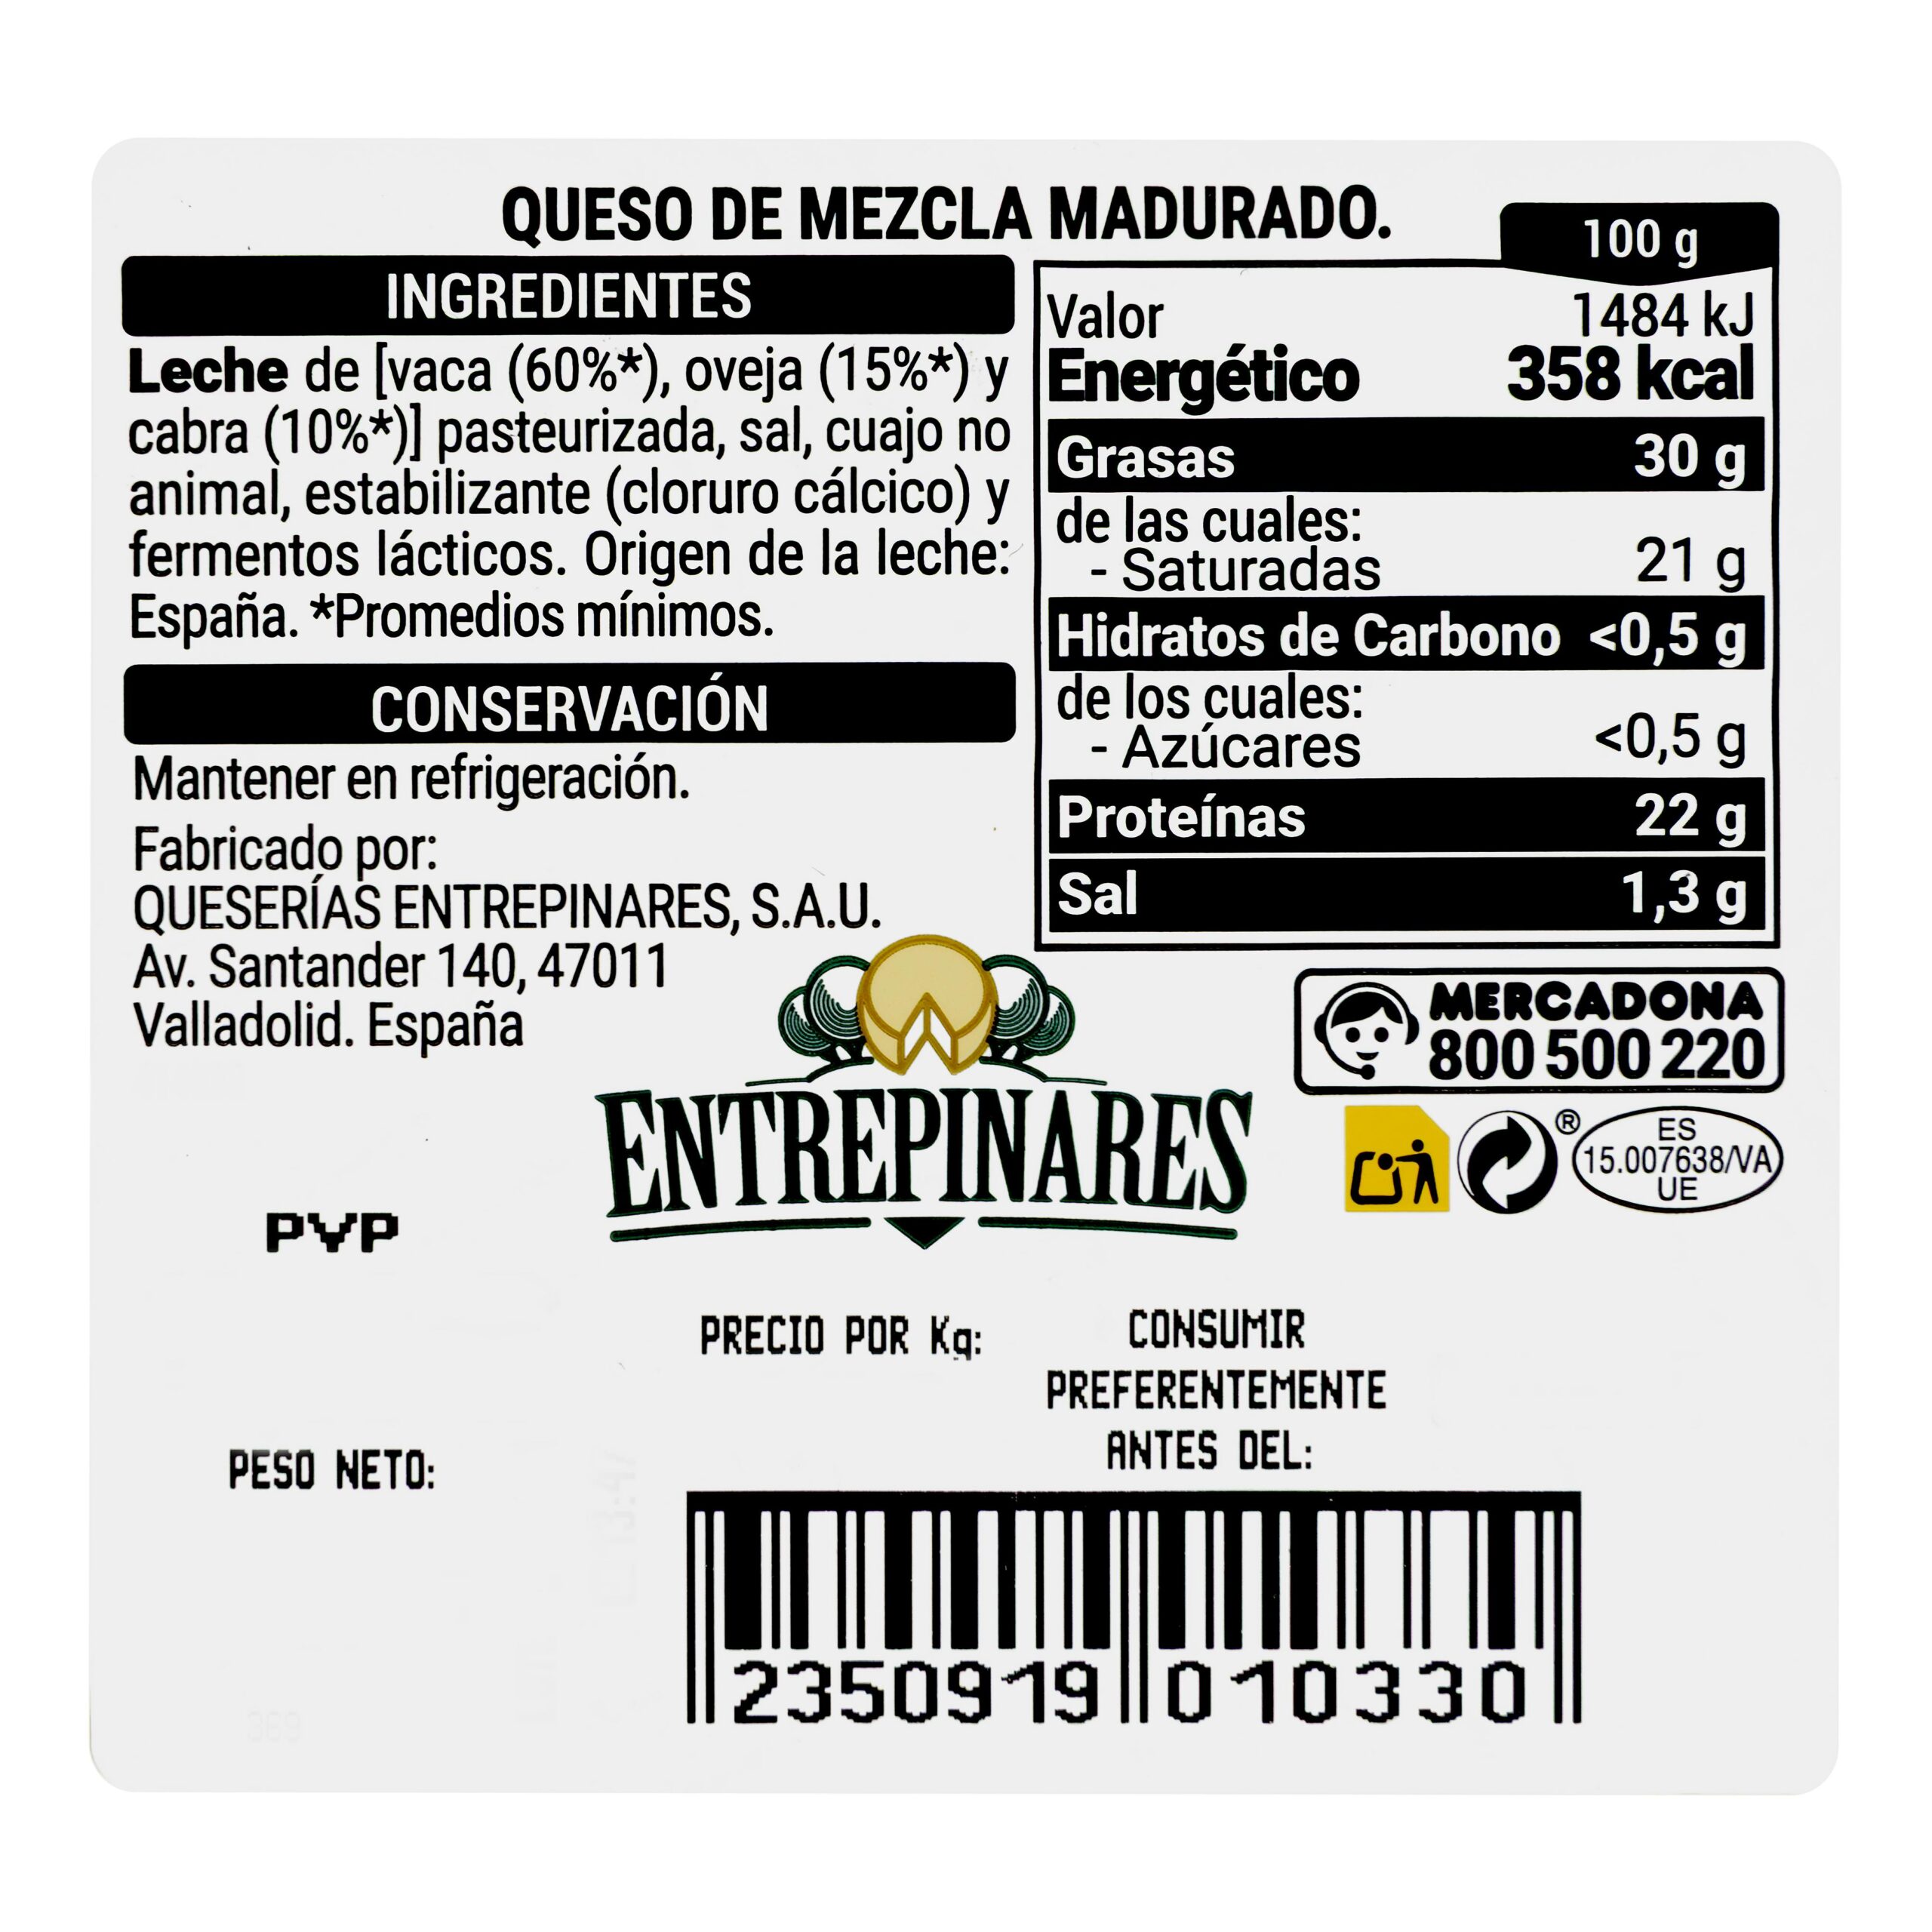 QUESO DE MEZCLA MADURADO.
INGREDIENTES
Leche de [vaca (60%*), oveja (15%*) y
cabra (10%*)] pasteurizada, sal, cuajo no
animal, estabilizante (cloruro cálcico) y
fermentos lácticos. Origen de la leche:
España. *Promedios mínimos.
CONSERVACIÓN
Mantener en refrigeración.
Fabricado por:
QUESERÍAS ENTREPINARES, S.A.U.
Av. Santander 140, 47011
Valladolid. España
100 g
Valor 1484 kJ
Energético 358 kcal
Grasas 30 g
de las cuales:
- Saturadas 21 g
Hidratos de Carbono <0,5 g
de los cuales:
- Azúcares <0,5 g
Proteínas 22 g
Sal 1,3 g
MERCADONA
800 500 220
ENTREPINARES
®
ES
15.007638/VA
UE
PVP
PRECIO POR Kg:
CONSUMIR
PREFERENTEMENTE
ANTES DEL:
PESO NETO:
2350919 010330